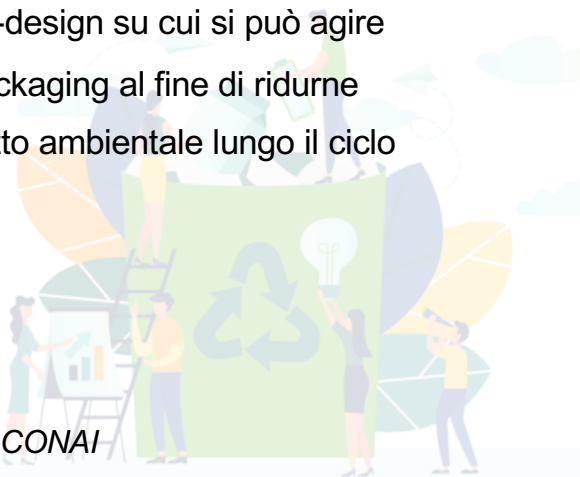 -design su cui si può agire
ckaging al fine di ridurne
to ambientale lungo il ciclo
CONAI